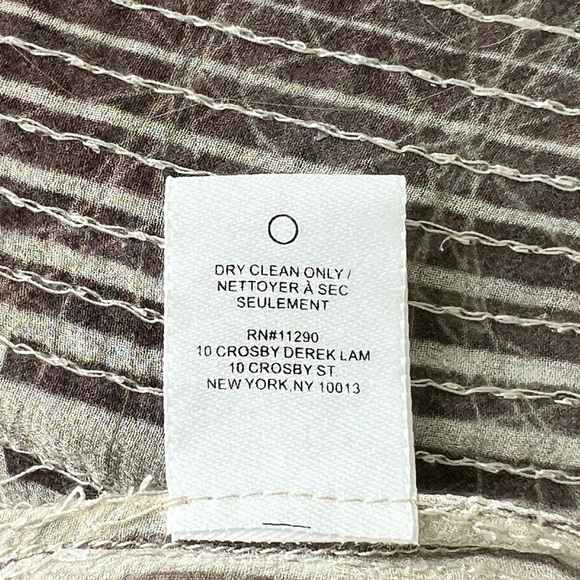 DRY CLEAN ONLY /
NETTOYER À SEC
SEULEMENT
RN#11290
10 CROSBY DEREK LAM
10 CROSBY ST.
NEW YORK,NY 10013